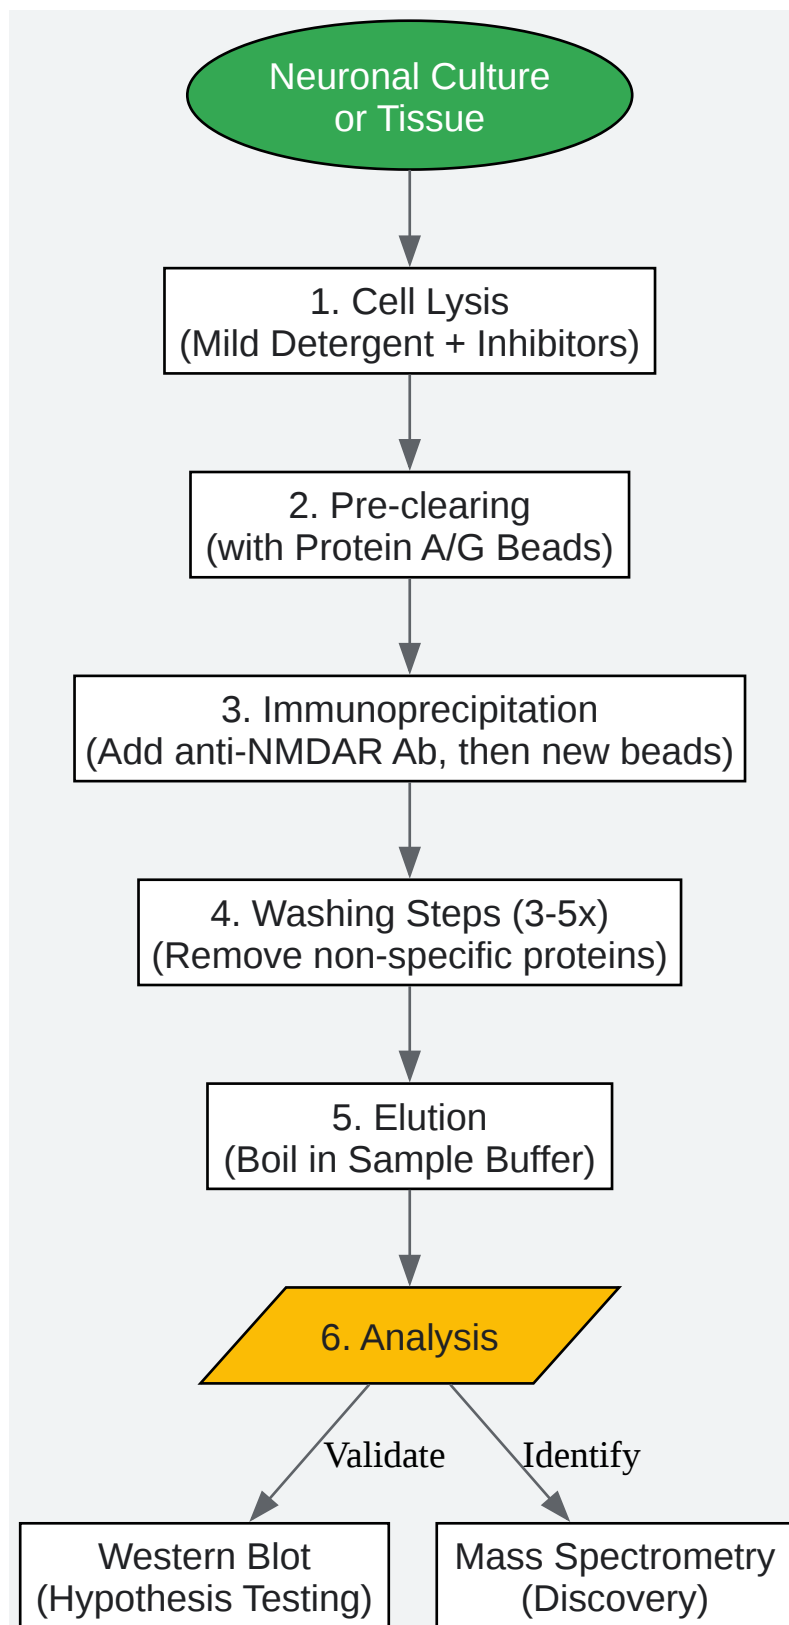 Neuronal Culture
or Tissue
1. Cell Lysis
(Mild Detergent + Inhibitors)
2. Pre-clearing
(with Protein A/G Beads)
3. Immunoprecipitation
(Add anti-NMDAR Ab, then new beads)
4. Washing Steps (3-5x)
(Remove non-specific proteins)
5. Elution
(Boil in Sample Buffer)
6. Analysis
Validate
Identify
Western Blot
(Hypothesis Testing)
Mass Spectrometry
(Discovery)